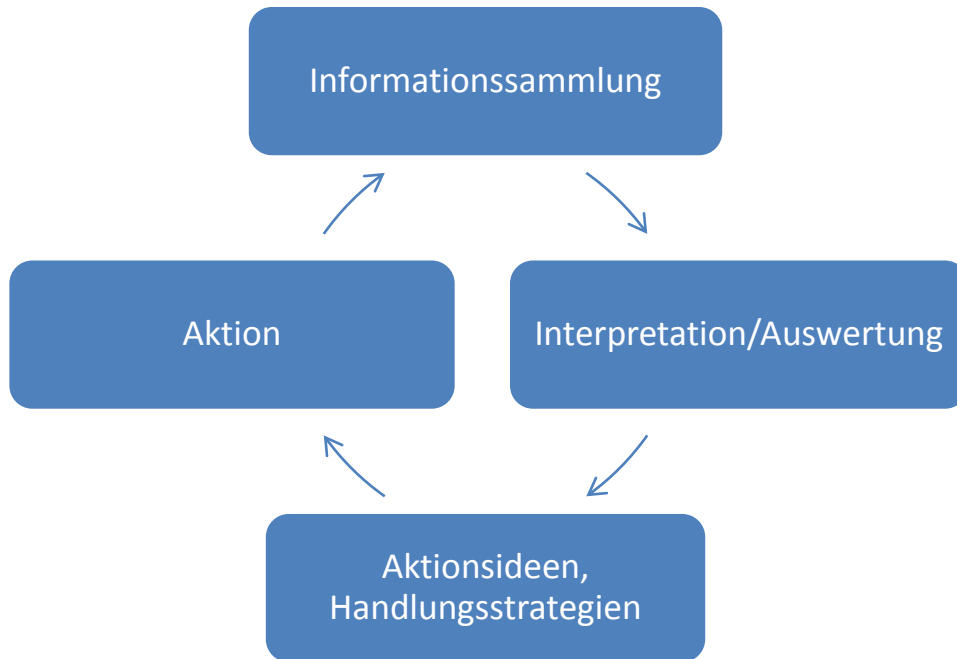 Informationssammlung
Aktion
Interpretation/Auswertung
Aktionsideen,
Handlungsstrategien